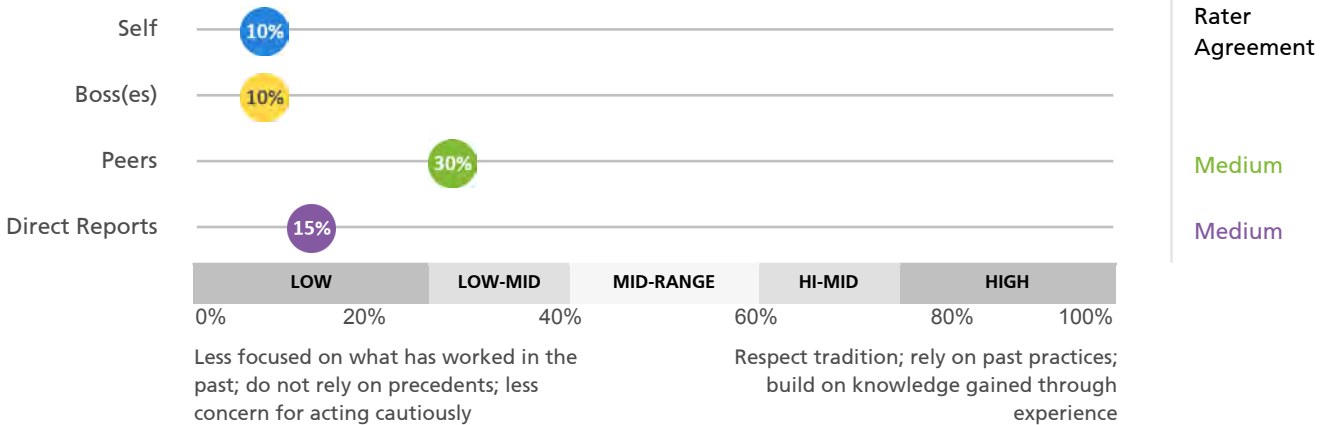 Self 10%
Rater
Agreement
Boss(es) 10%
Peers 30% Medium
Direct Reports 15% Medium
LOW LOW-MID MID-RANGE HI-MID HIGH
0% 20% 40% 60% 80% 100%
Less focused on what has worked in the
past; do not rely on precedents; less
concern for acting cautiously
Respect tradition; rely on past practices;
build on knowledge gained through
experience